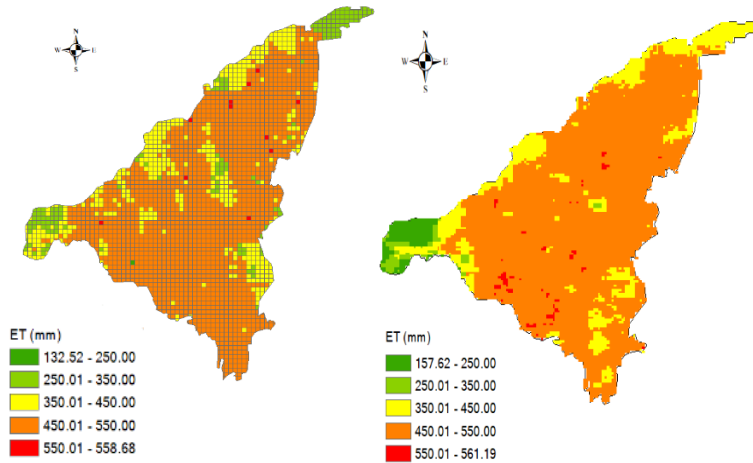 N
W E
S
ET (mm)
132.52 - 250.00
250.01 - 350.00
350.01 - 450.00
450.01 - 550.00
550.01 - 558.68
N
W E
S
ET (mm)
157.62 - 250.00
250.01 - 350.00
350.01 - 450.00
450.01 - 550.00
550.01 - 561.19